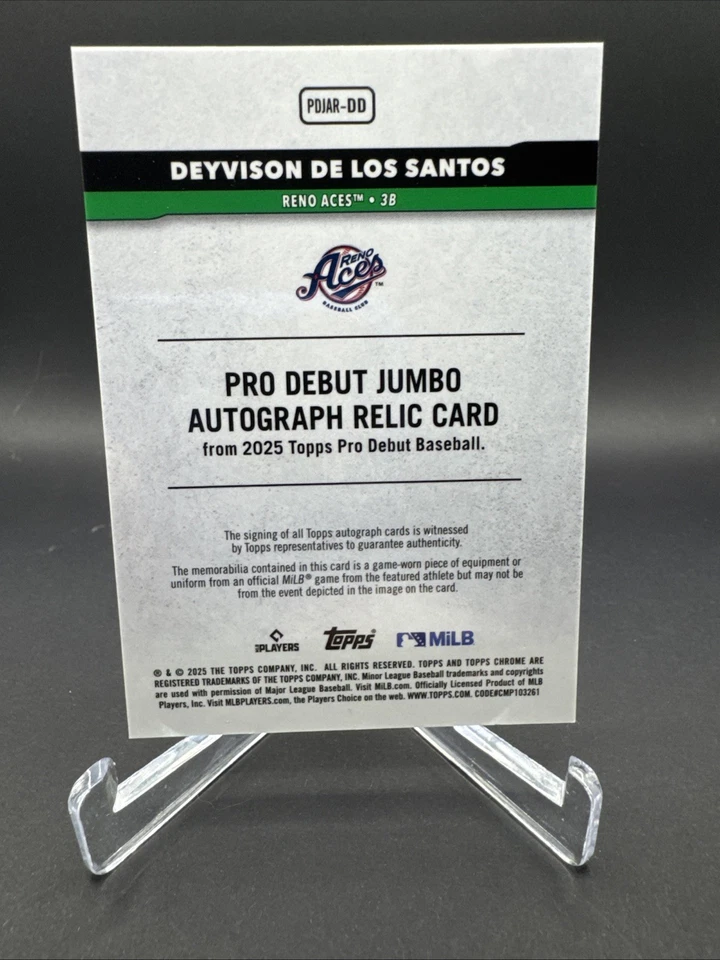 PDJAR-DD
DEYVISON DE LOS SANTOS
RENO ACES™ • 3B
RENO
Aces™
BASEBALL CLUB
PRO DEBUT JUMBO
AUTOGRAPH RELIC CARD
from 2025 Topps Pro Debut Baseball.
The signing of all Topps autograph cards is witnessed
by Topps representatives to guarantee authenticity.
The memorabilia contained in this card is a game-worn piece of equipment or
uniform from an official MiLB® game from the featured athlete but may not be
from the event depicted in the image on the card.
MLB PLAYERS topps® MiLB
® & © 2025 THE TOPPS COMPANY, INC. ALL RIGHTS RESERVED. TOPPS AND TOPPS CHROME ARE
REGISTERED TRADEMARKS OF THE TOPPS COMPANY, INC. Minor League Baseball trademarks and copyrights
are used with permission of Major League Baseball. Visit MiLB.com. Officially Licensed Product of MLB
Players, Inc. Visit MLBPLAYERS.com, the Players Choice on the web. WWW.TOPPS.COM. CODE#CMP103261